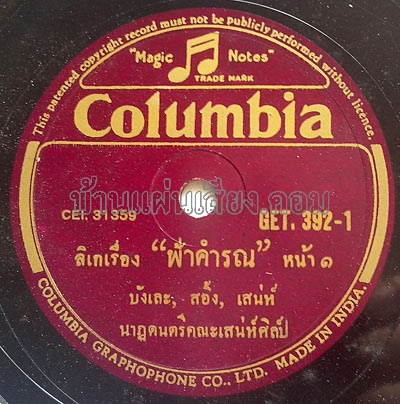 This patented copyright record must not be publicly performed without licence.
"Magic Notes"
TRADE MARK
Columbia
บ้านแผ่นเสียง.คอม
CEI. 31359
GET. 392-1
ลิเกเรื่อง “ฟ้าคำรณ” หน้า ๑
บังเละ, สอิ้ง, เสน่ห์
นาฏดนตรีคณะเสน่ห์ศิลป์
COLUMBIA GRAPHOPHONE CO., LTD. MADE IN INDIA.